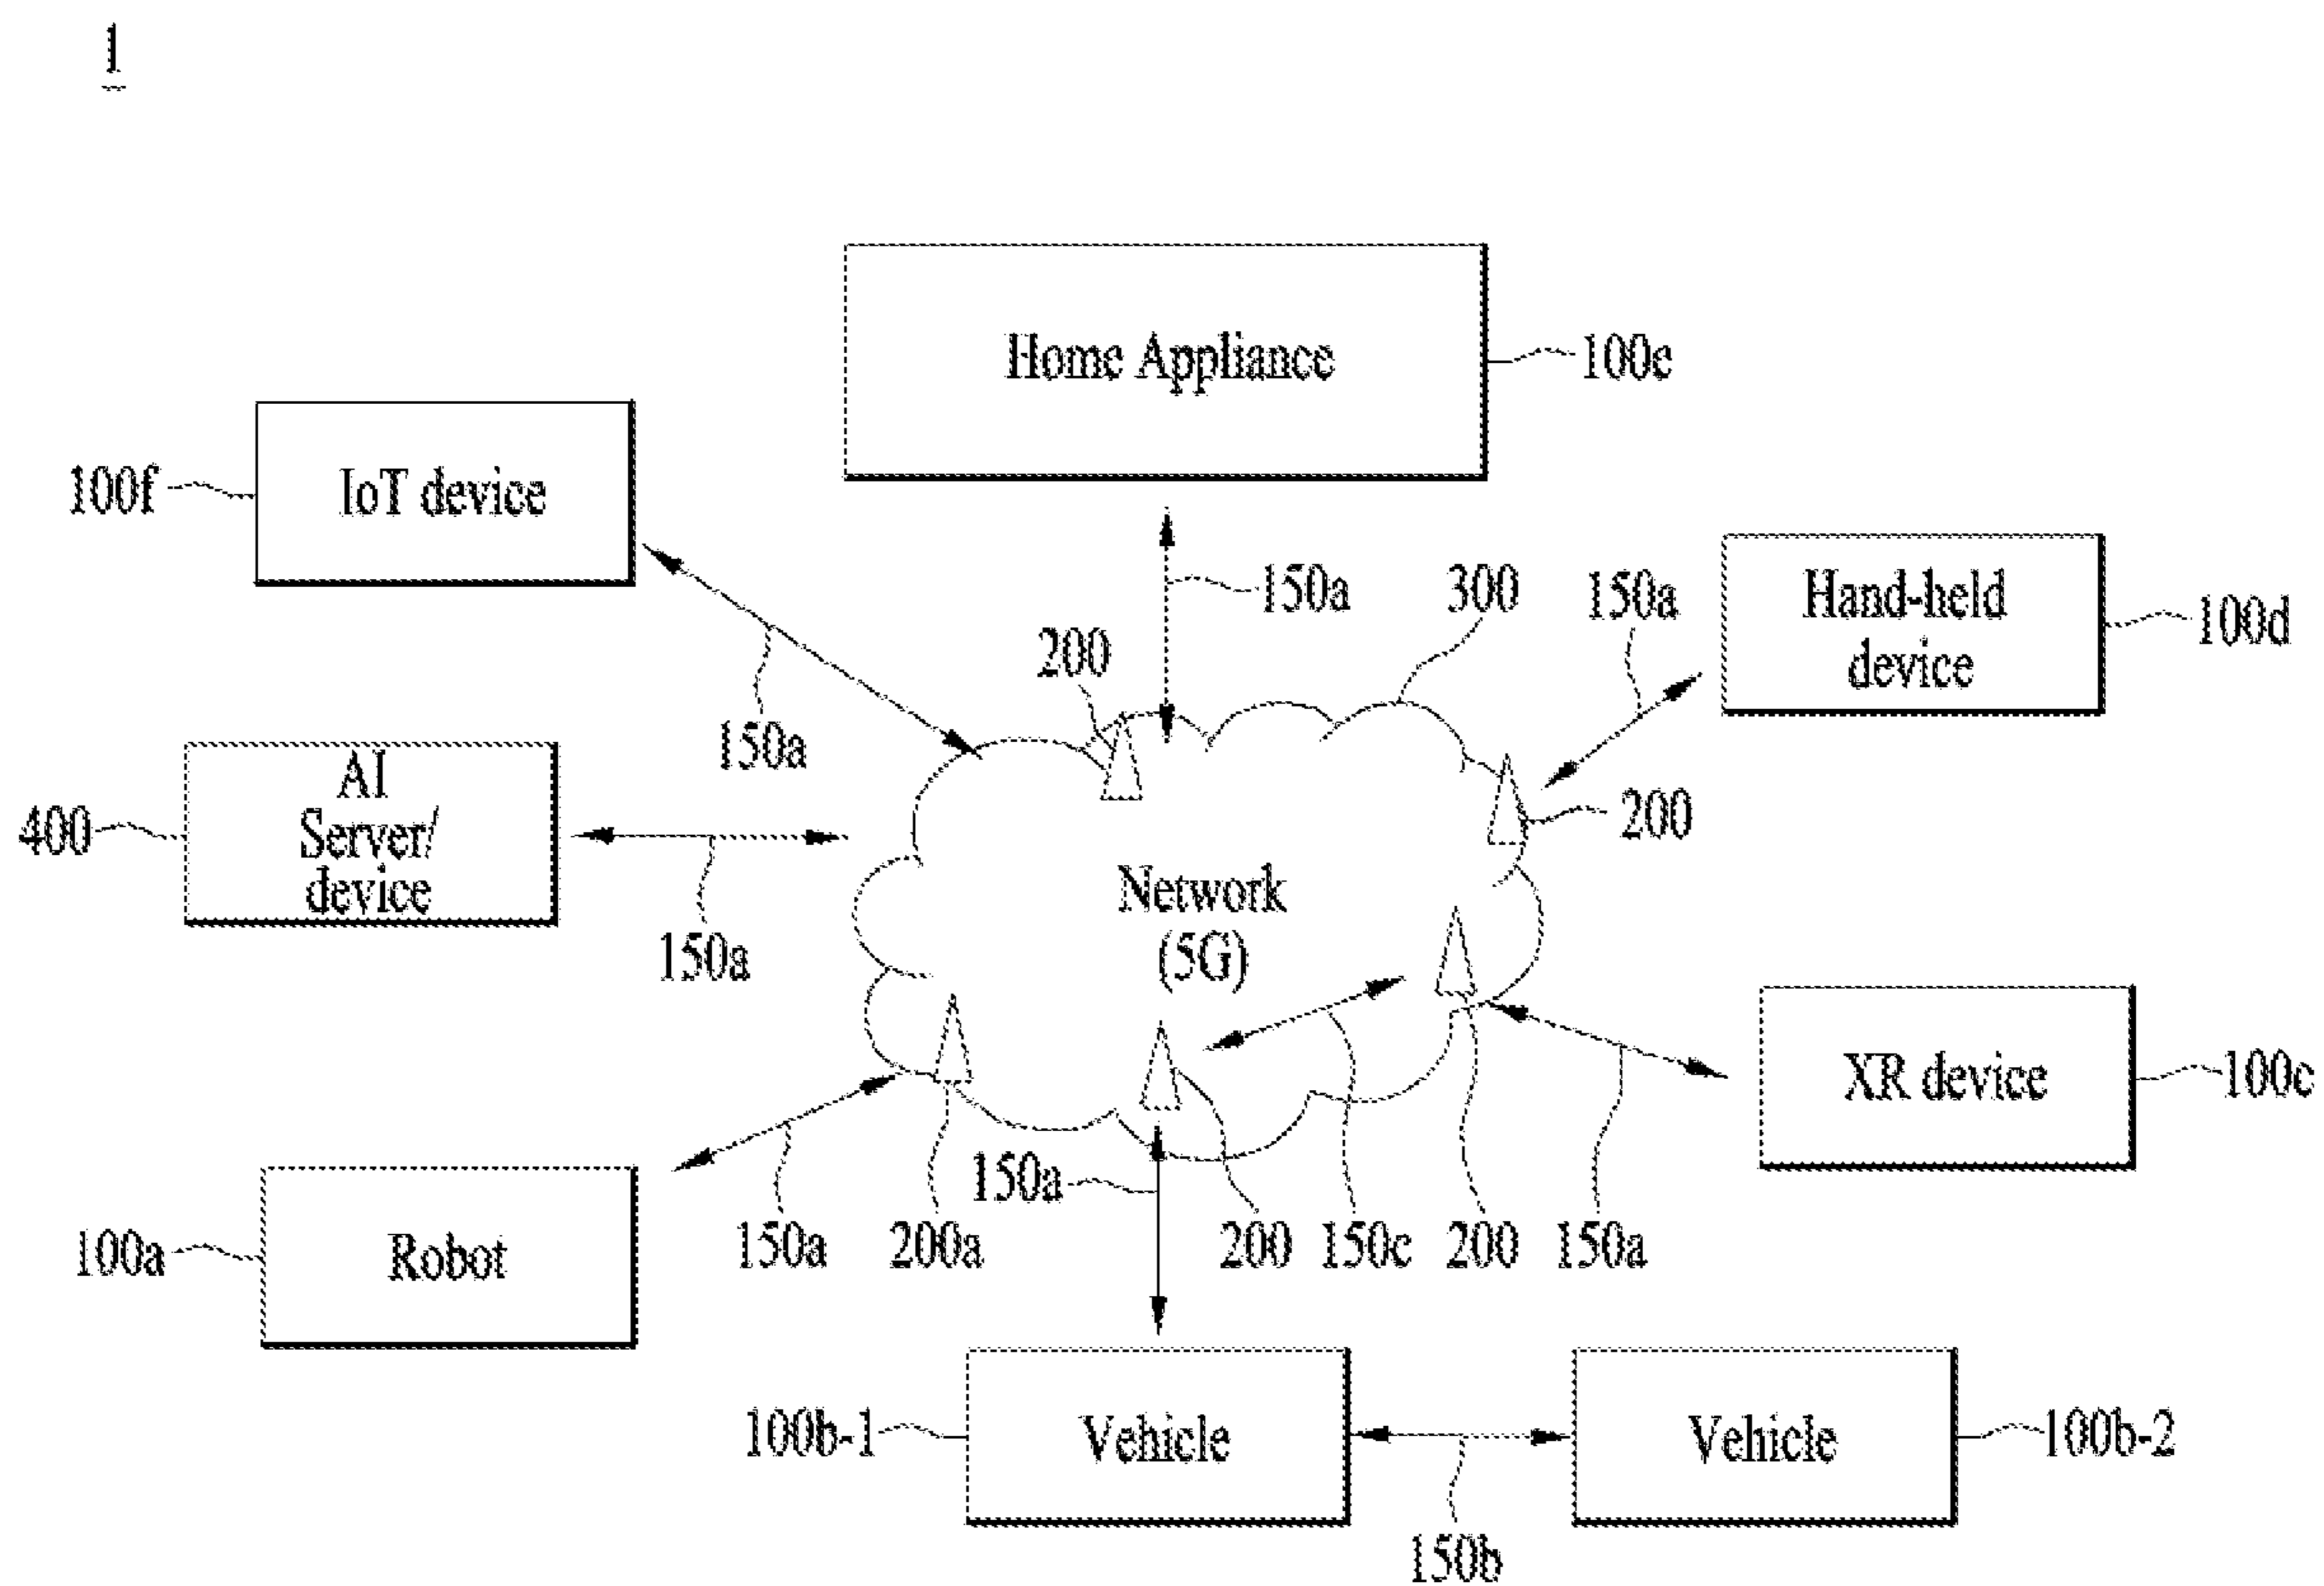 1
Home Appliance
100e
IoT device
100f
150a
300
150a
Hand-held
device
100d
200
150a
AI
Server/
device
400
200
Network
(5G)
150a
XR device
100c
150a
Robot
100a
150a
200a
200
150c
200
150a
100b-1
Vehicle
Vehicle
100b-2
150b